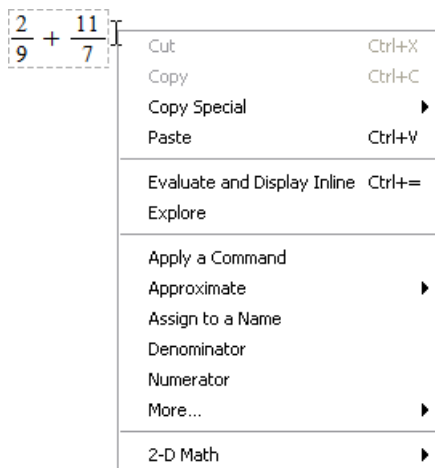 2/9 + 11/7
Cut Ctrl+X
Copy Ctrl+C
Copy Special
Paste Ctrl+V
Evaluate and Display Inline Ctrl+=
Explore
Apply a Command
Approximate
Assign to a Name
Denominator
Numerator
More...
2-D Math